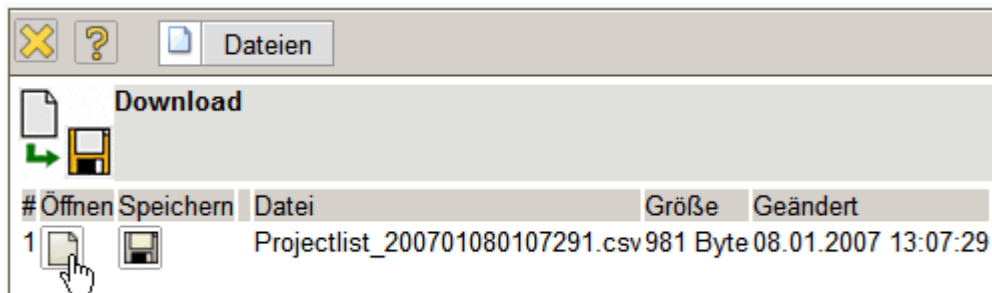 Dateien
Download
# Öffnen Speichern Datei Größe Geändert
1 Projectlist_200701080107291.csv 981 Byte 08.01.2007 13:07:29